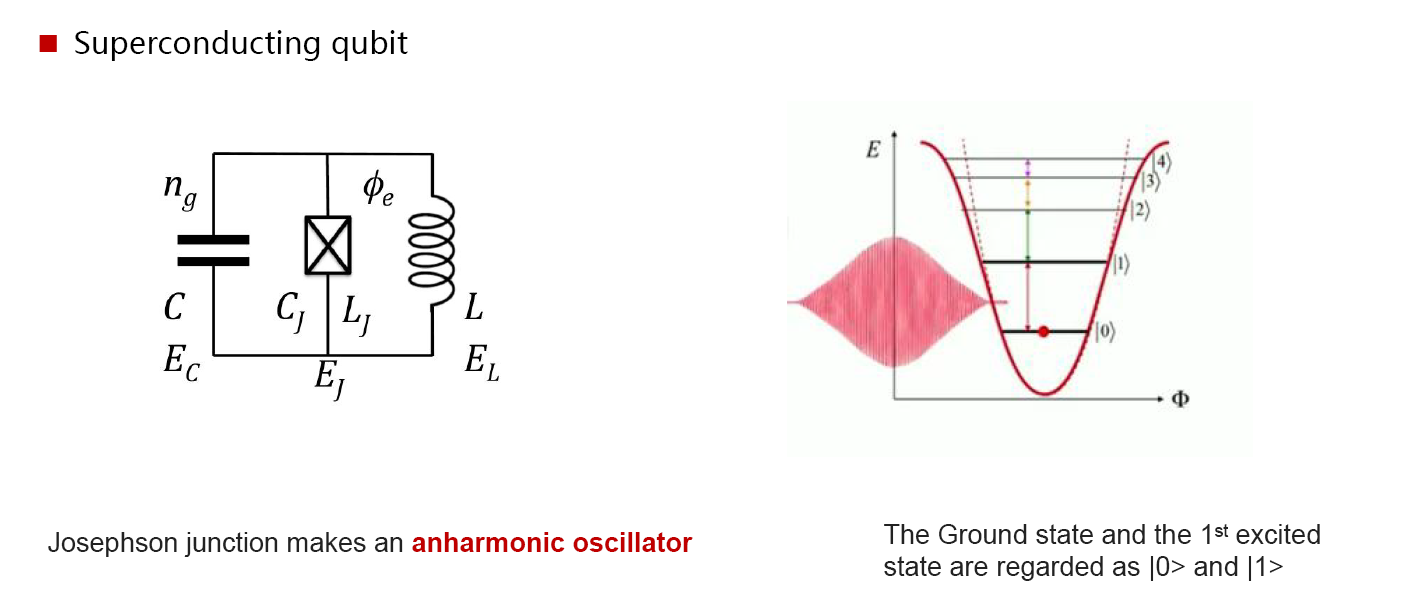 Superconducting qubit
n_g
ϕ_e
C
C_J
L_J
L
E_C
E_J
E_L
E
|4⟩
|3⟩
|2⟩
|1⟩
|0⟩
Φ
Josephson junction makes an anharmonic oscillator
The Ground state and the 1st excited
state are regarded as |0> and |1>